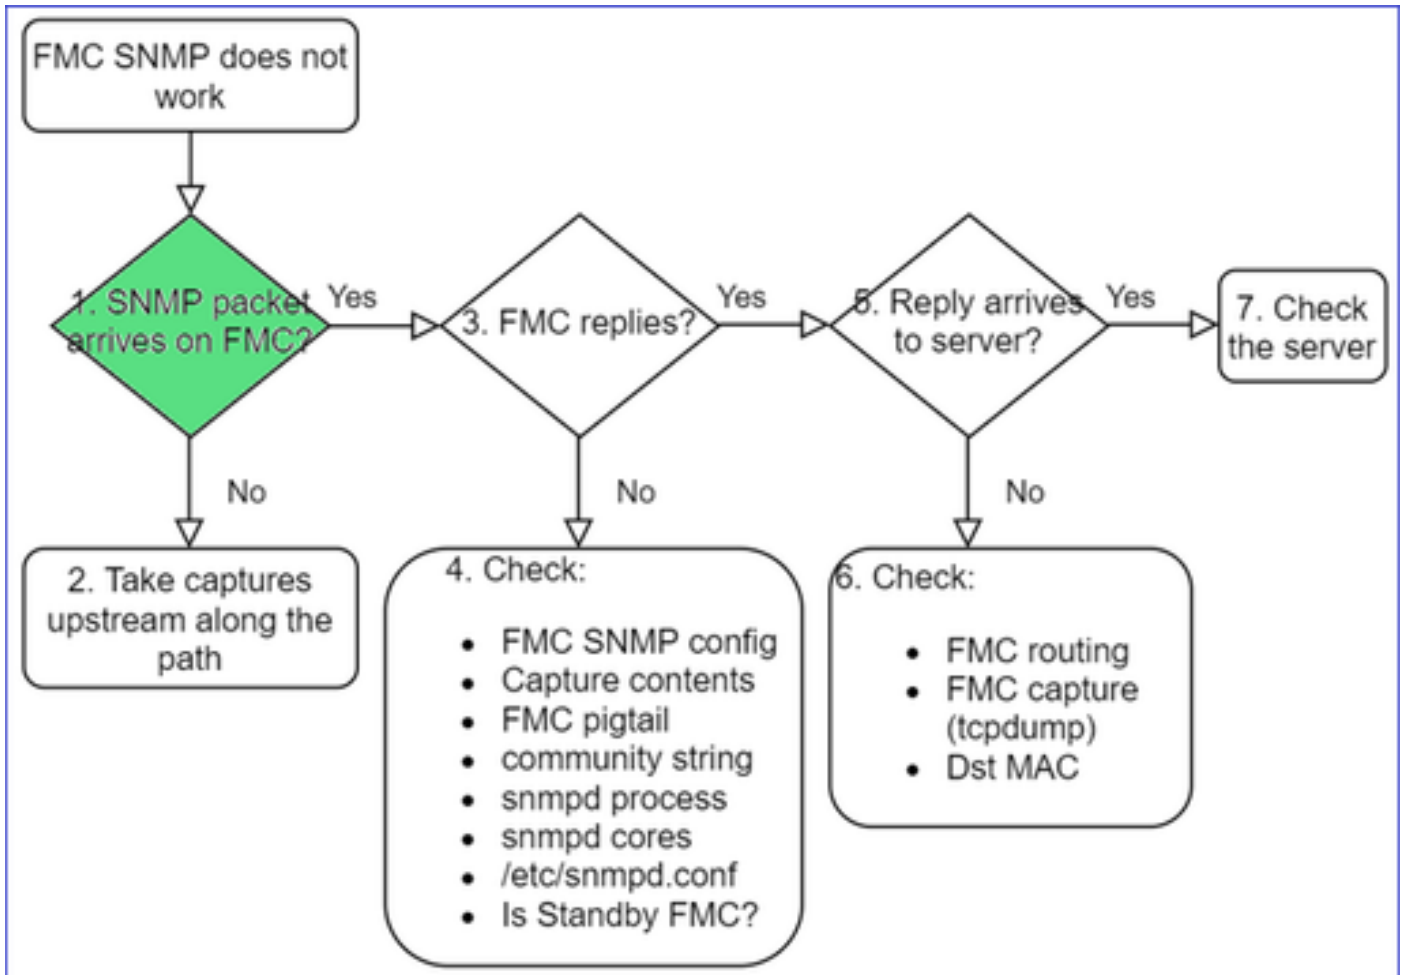 FMC SNMP does not
work
1. SNMP packet
arrives on FMC?
Yes
3. FMC replies?
Yes
5. Reply arrives
to server?
Yes
7. Check
the server
No
No
No
2. Take captures
upstream along the
path
4. Check:
• FMC SNMP config
• Capture contents
• FMC pigtail
• community string
• snmpd process
• snmpd cores
• /etc/snmpd.conf
• Is Standby FMC?
6. Check:
• FMC routing
• FMC capture
(tcpdump)
• Dst MAC